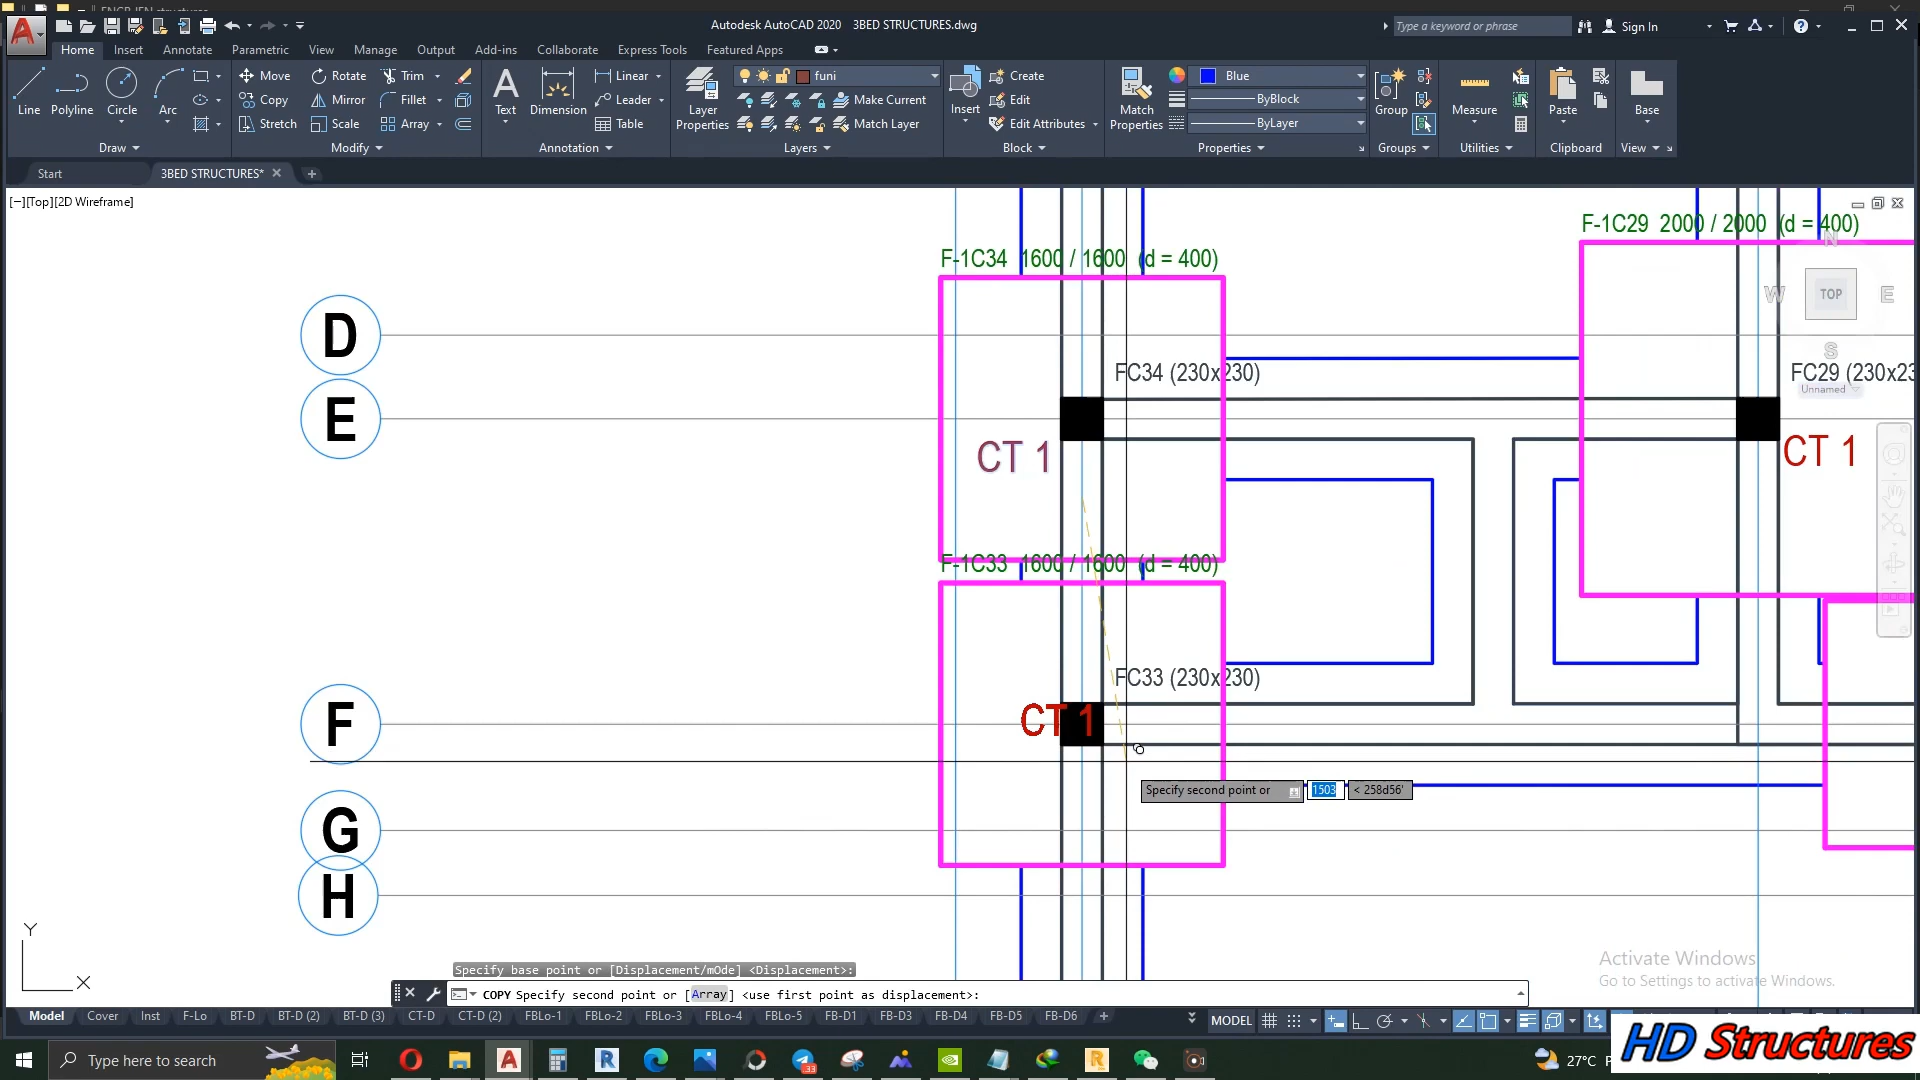 Autodesk AutoCAD 2020 3BED STRUCTURES.dwg
Type a keyword or phrase
Sign In
Home Insert Annotate Parametric View Manage Output Add-ins Collaborate Express Tools Featured Apps
Line Polyline Circle Arc
Move Rotate Trim
Copy Mirror Fillet
Stretch Scale Array
Text Dimension
Linear
Leader
Table
Layer Properties
funi
Make Current
Match Layer
Insert
Create
Edit
Edit Attributes
Match Properties
Blue
ByBlock
ByLayer
Group
Measure
Paste
Base
Draw Modify Annotation Layers Block Properties Groups Utilities Clipboard View
Start 3BED STRUCTURES*
[−][Top][2D Wireframe]
F-1C34 1600 / 1600 (d = 400)
F-1C29 2000 / 2000 (d = 400)
N
W TOP E
S
Unnamed
D
E
FC34 (230x230)
FC29 (230x23
CT 1
CT 1
F-1C33 1600 / 1600 (d = 400)
FC33 (230x230)
F
CT 1
Specify second point or 1503 < 258d56'
G
H
Y
X
Activate Windows
Go to Settings to activate Windows.
Specify base point or [Displacement/mOde] <Displacement>:
COPY Specify second point or [Array] <use first point as displacement>:
Model Cover Inst F-Lo BT-D BT-D (2) BT-D (3) CT-D CT-D (2) FBLo-1 FBLo-2 FBLo-3 FBLo-4 FBLo-5 FB-D1 FB-D3 FB-D4 FB-D5 FB-D6
MODEL
Type here to search
33
27°C
HD Structures